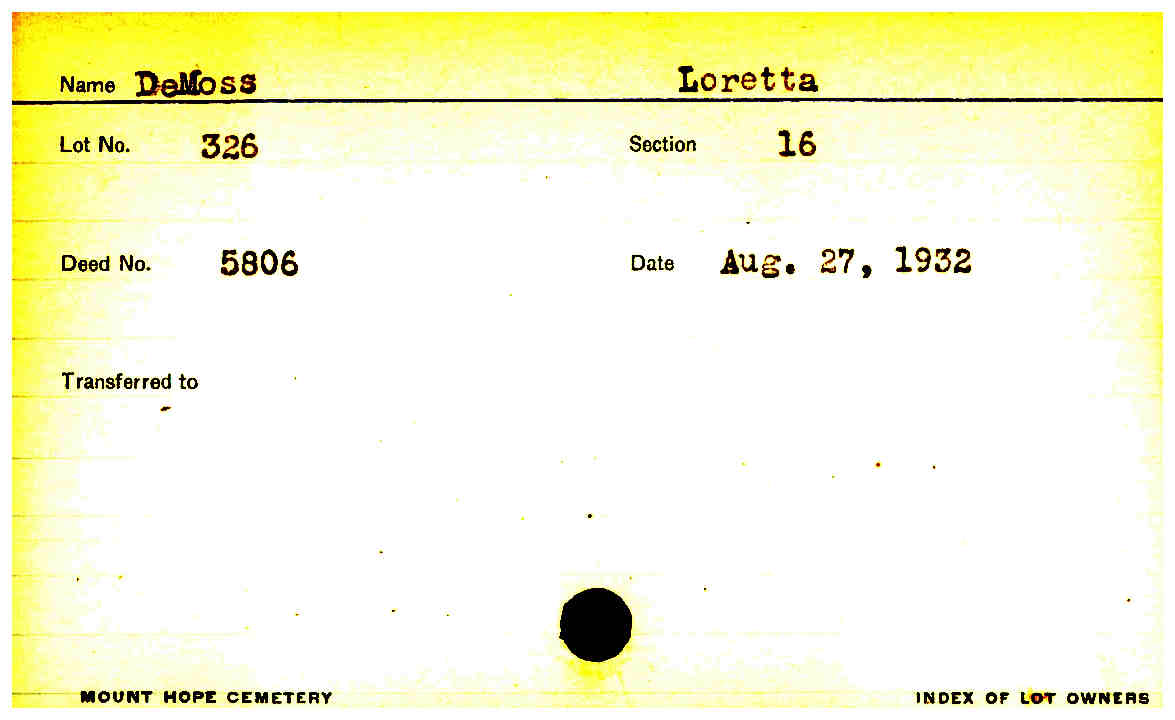 Name DeMoss Loretta
Lot No. 326 Section 16
Deed No. 5806 Date Aug. 27, 1932
Transferred to
MOUNT HOPE CEMETERY INDEX OF LOT OWNERS